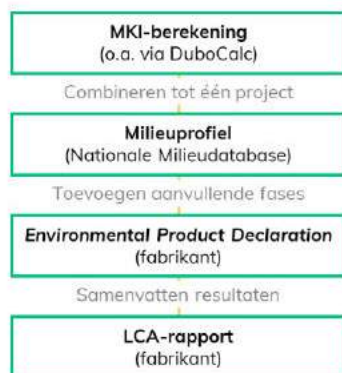 MKI-berekening
(o.a. via DuboCalc)
Combineren tot één project
Milieuprofiel
(Nationale Milieudatabase)
Toevoegen aanvullende fases
Environmental Product Declaration
(fabrikant)
Samenvatten resultaten
LCA-rapport
(fabrikant)